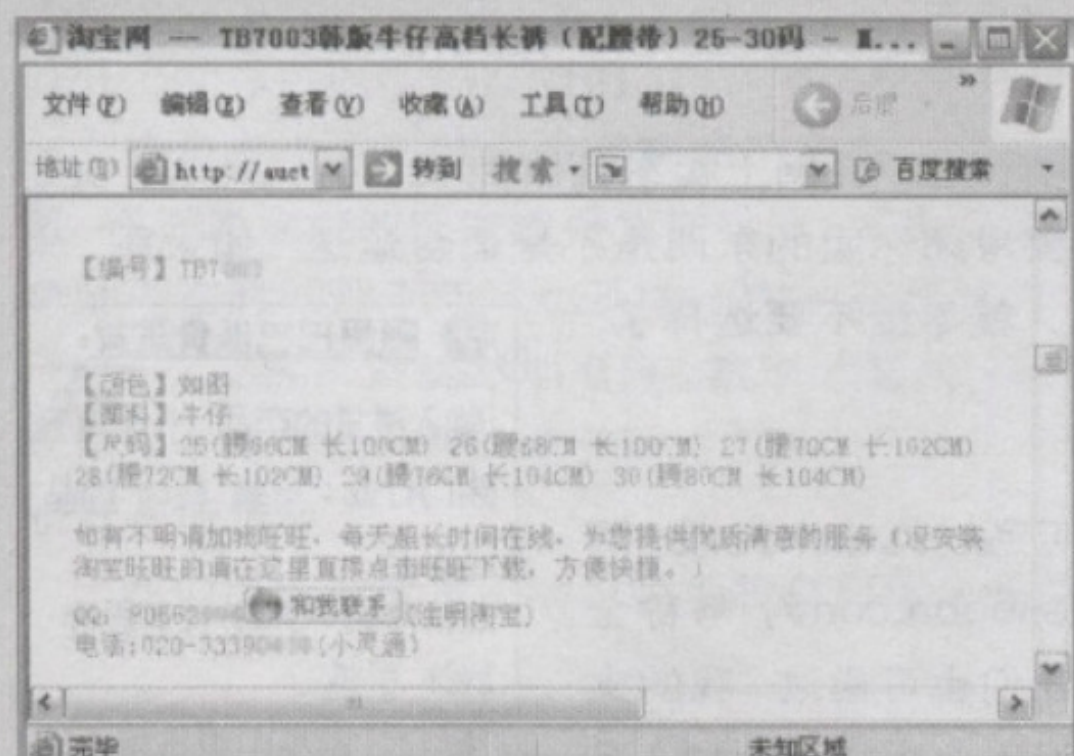 淘宝网 —— TB7003韩版牛仔高档长裤（配腰带）25-30码 -
文件(F) 编辑(E) 查看(V) 收藏(A) 工具(T) 帮助(H) 后退 »
地址(D) http://auct 转到 搜索 百度搜索
【编号】TB7003
【颜色】如图
【面料】牛仔
【尺码】25(腰66CM 长100CM) 26(腰68CM 长100CM) 27(腰70CM 长102CM)
28(腰72CM 长102CM) 29(腰76CM 长104CM) 30(腰80CM 长104CM)
如有不明请加我旺旺，每天超长时间在线，为您提供优质满意的服务（没安装
淘宝旺旺的请在这里直接点击旺旺下载，方便快捷。）
QQ: 和我联系 (注明淘宝)
电话:020-33390 (小灵通)
完毕 未知区域